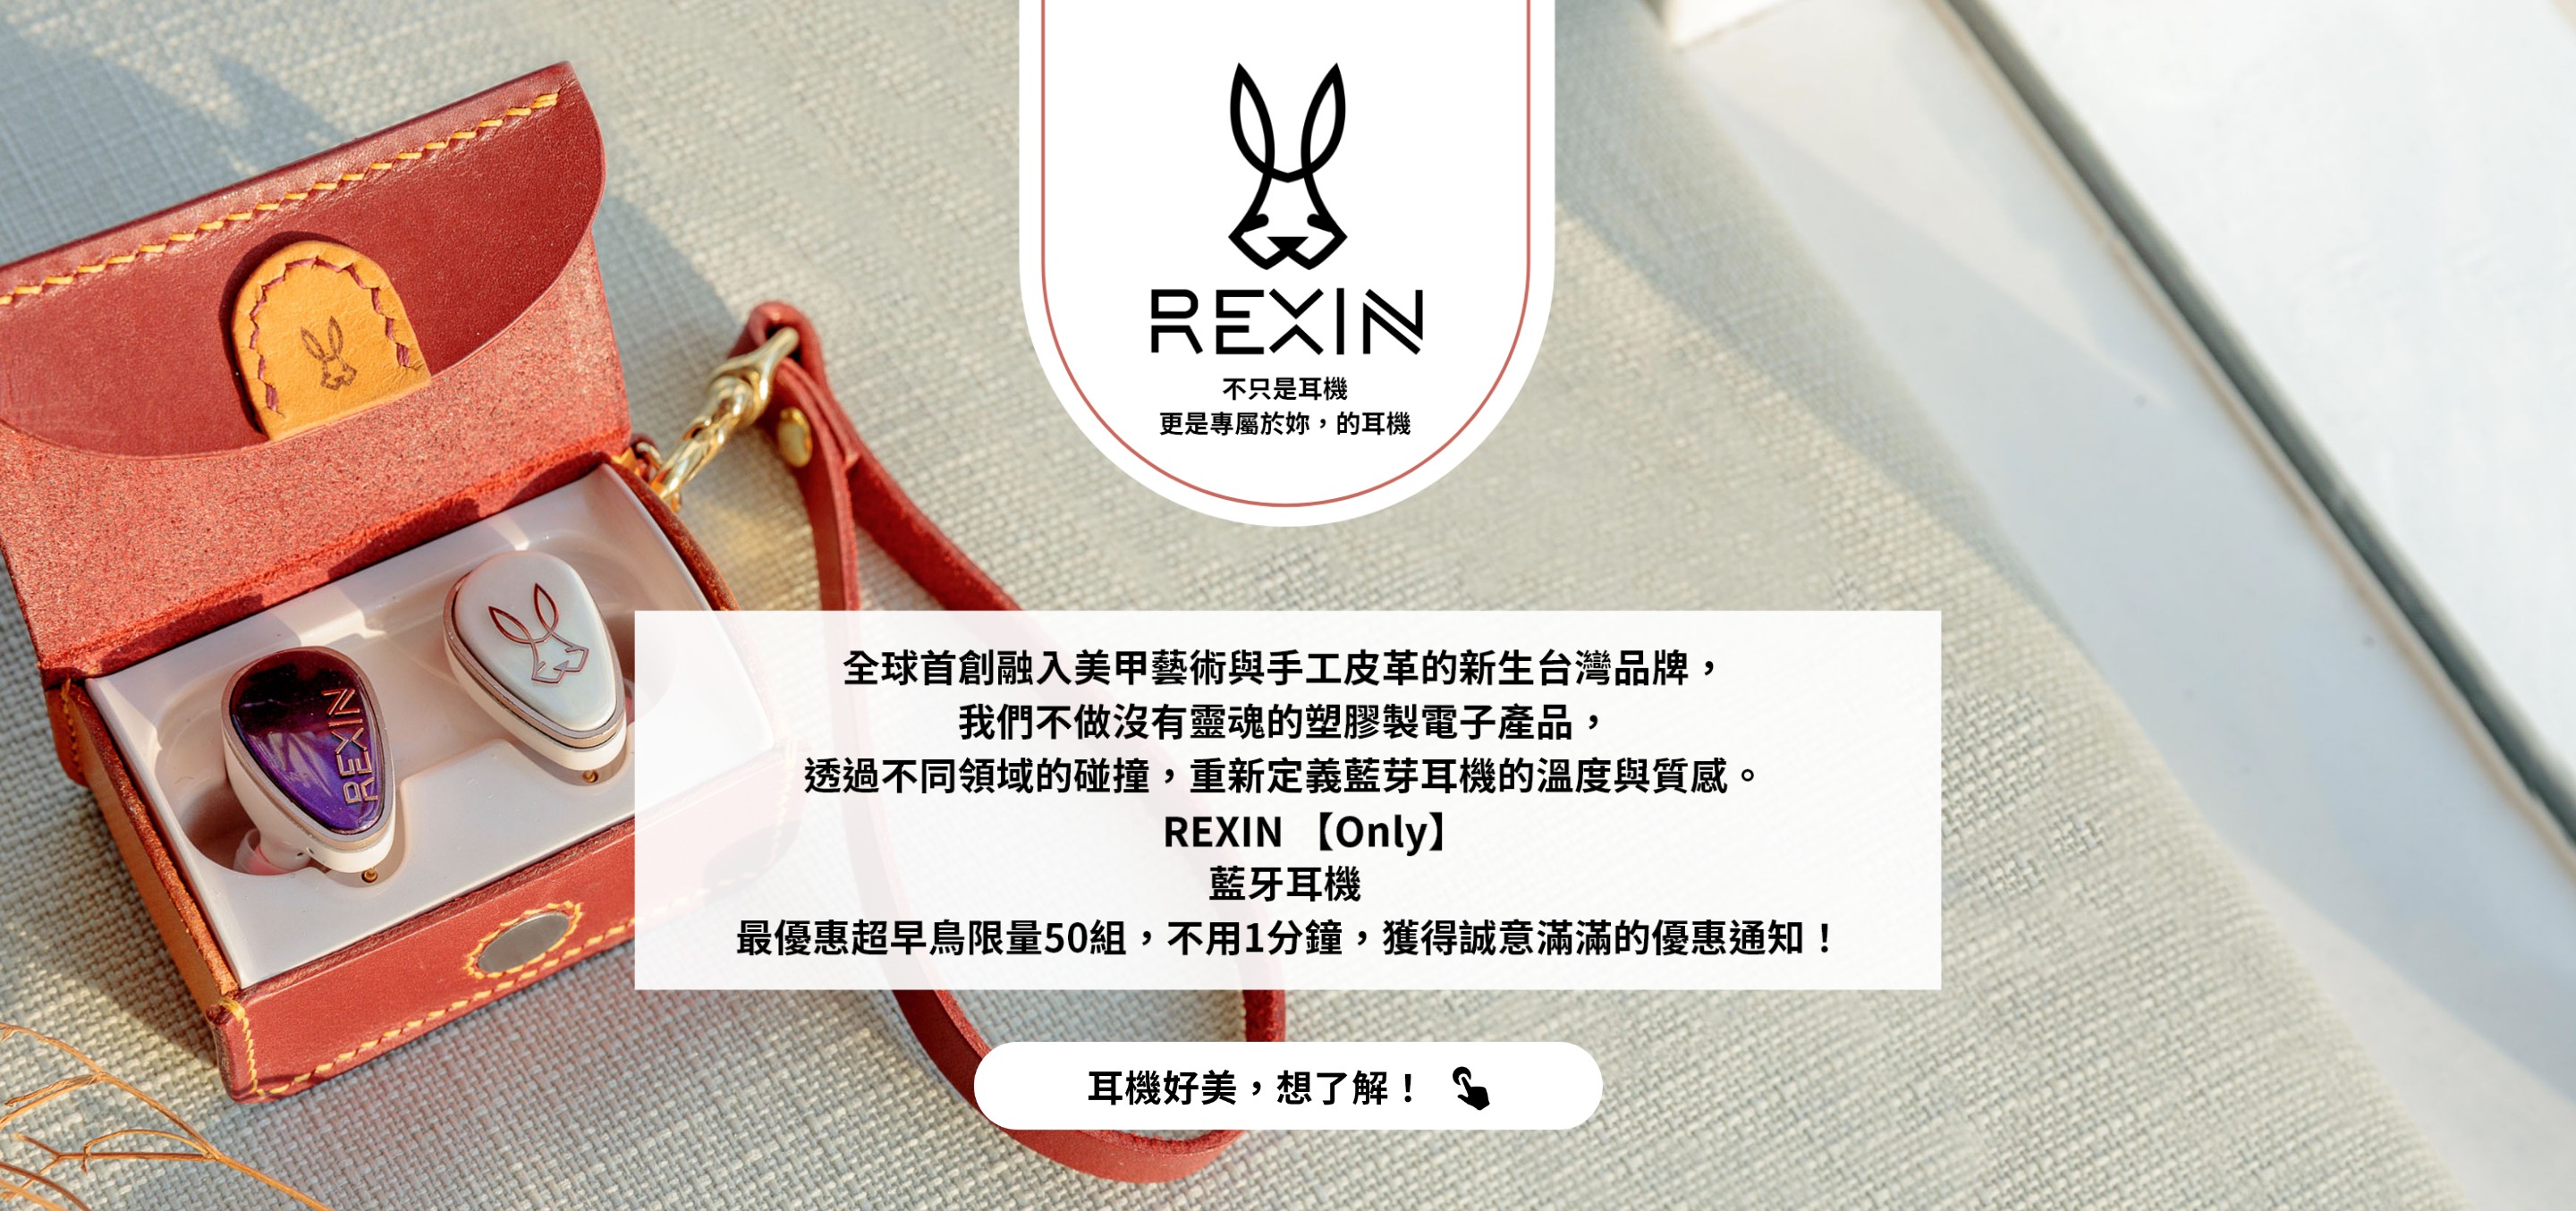 REXIN
不只是耳機
更是專屬於妳，的耳機
REXIN
全球首創融入美甲藝術與手工皮革的新生台灣品牌，
我們不做沒有靈魂的塑膠製電子產品，
透過不同領域的碰撞，重新定義藍芽耳機的溫度與質感。
REXIN 【Only】
藍牙耳機
最優惠超早鳥限量50組，不用1分鐘，獲得誠意滿滿的優惠通知！
耳機好美，想了解！